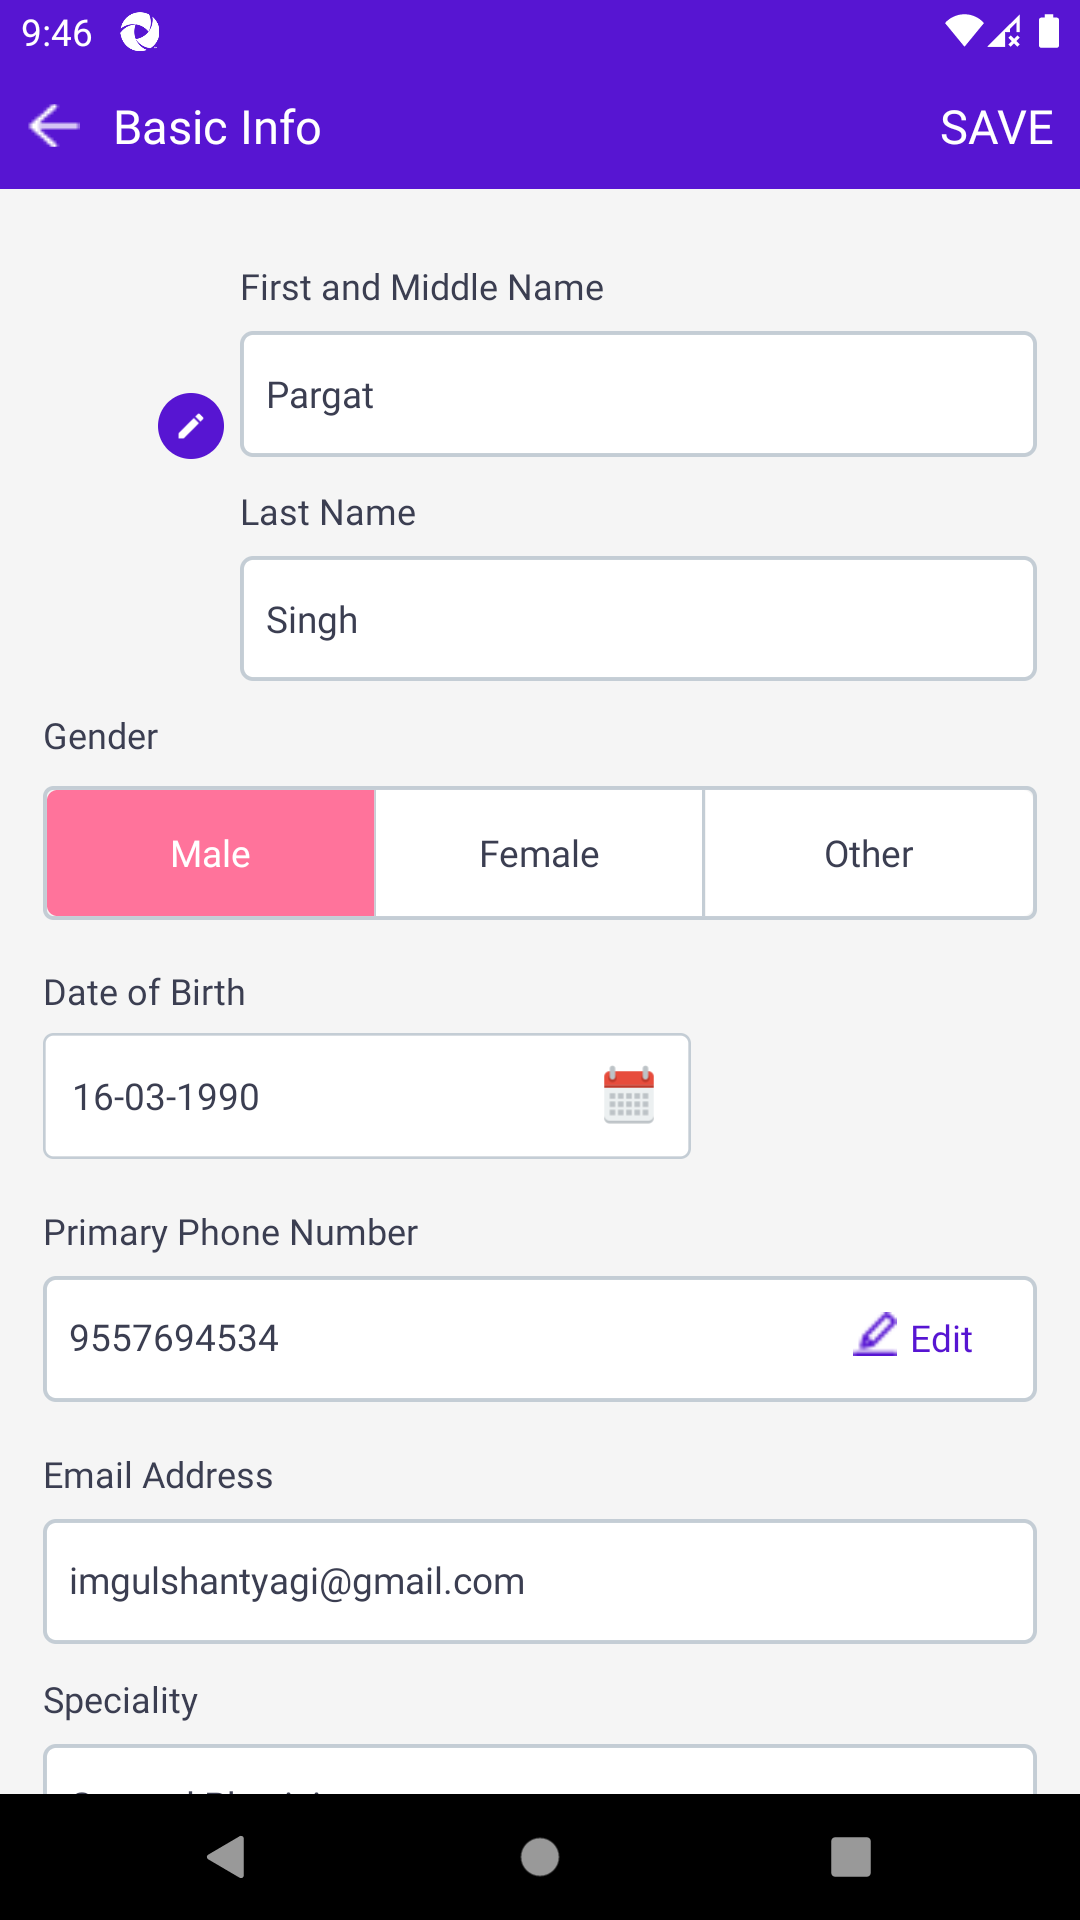 9:46
Basic Info
SAVE
First and Middle Name
Pargat
Last Name
Singh
Gender
Male Female Other
Date of Birth
16-03-1990
Primary Phone Number
9557694534
Edit
Email Address
imgulshantyagi@gmail.com
Speciality